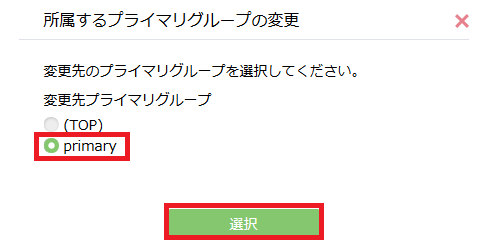 所属するプライマリグループの変更
変更先のプライマリグループを選択してください。
変更先プライマリグループ
(TOP)
primary
選択